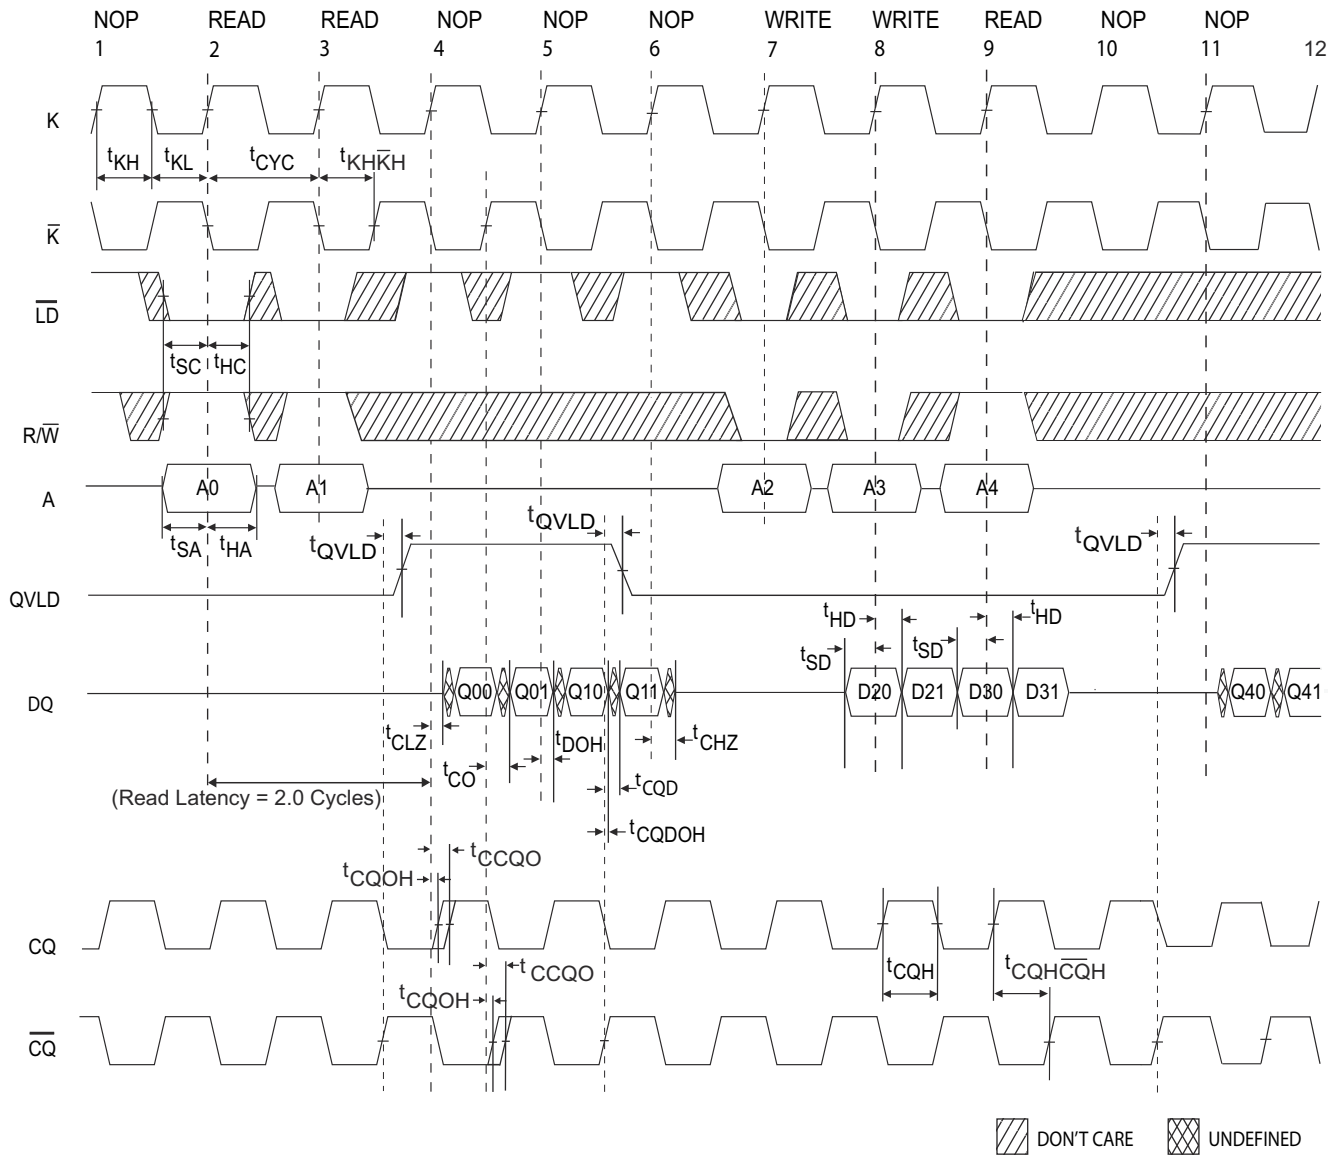 NOP READ READ NOP NOP NOP WRITE WRITE READ NOP NOP
1 2 3 4 5 6 7 8 9 10 11 12
K
tKH tKL tCYC tKHK̅H
K̅
L̅D̅
tSC tHC
R/W̅
A A0 A1 A2 A3 A4
tSA tHA tQVLD tQVLD tQVLD
QVLD
tHD tHD
tSD tSD
DQ Q00 Q01 Q10 Q11 D20 D21 D30 D31 Q40 Q41
tCLZ tDOH tCHZ
tCO tCQD
(Read Latency = 2.0 Cycles)
tCQDOH
tCCQO
tCQOH
CQ
tCCQO tCQH tCQHC̅Q̅H
tCQOH
C̅Q̅
DON'T CARE UNDEFINED